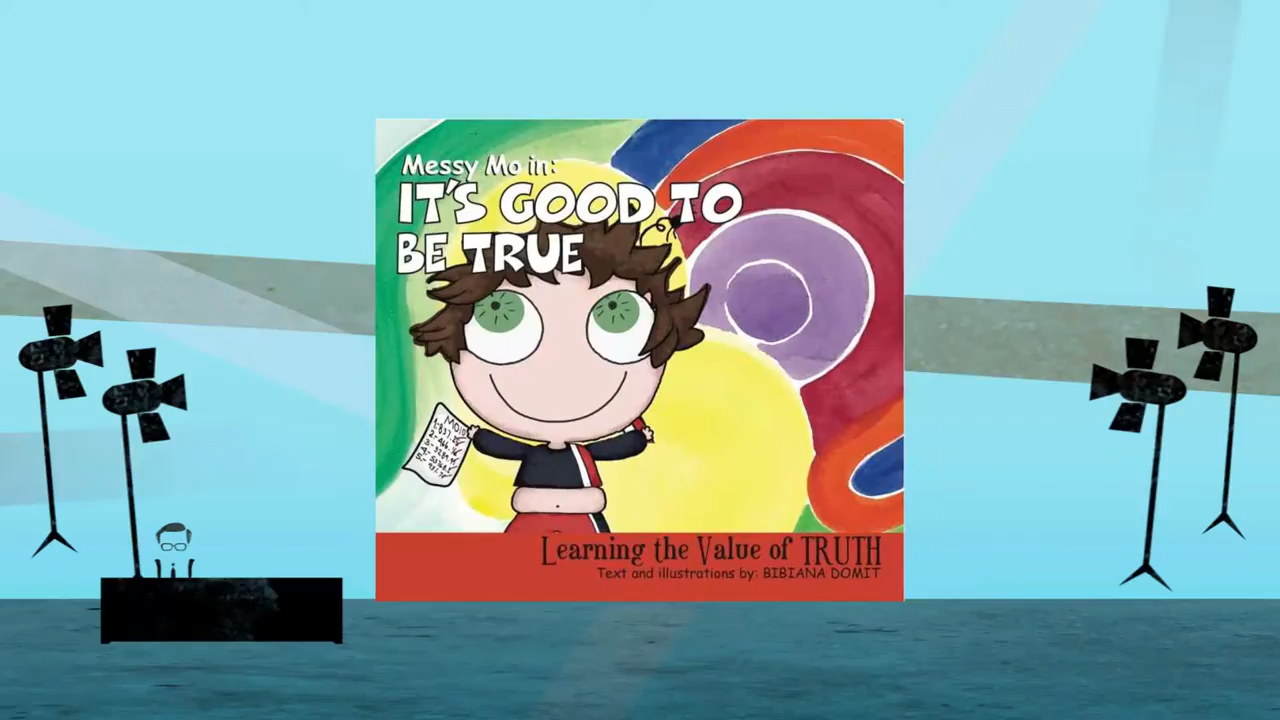 Messy Mo in:
IT'S GOOD TO
BE TRUE
Learning the Value of TRUTH
Text and illustrations by: BIBIANA DOMIT